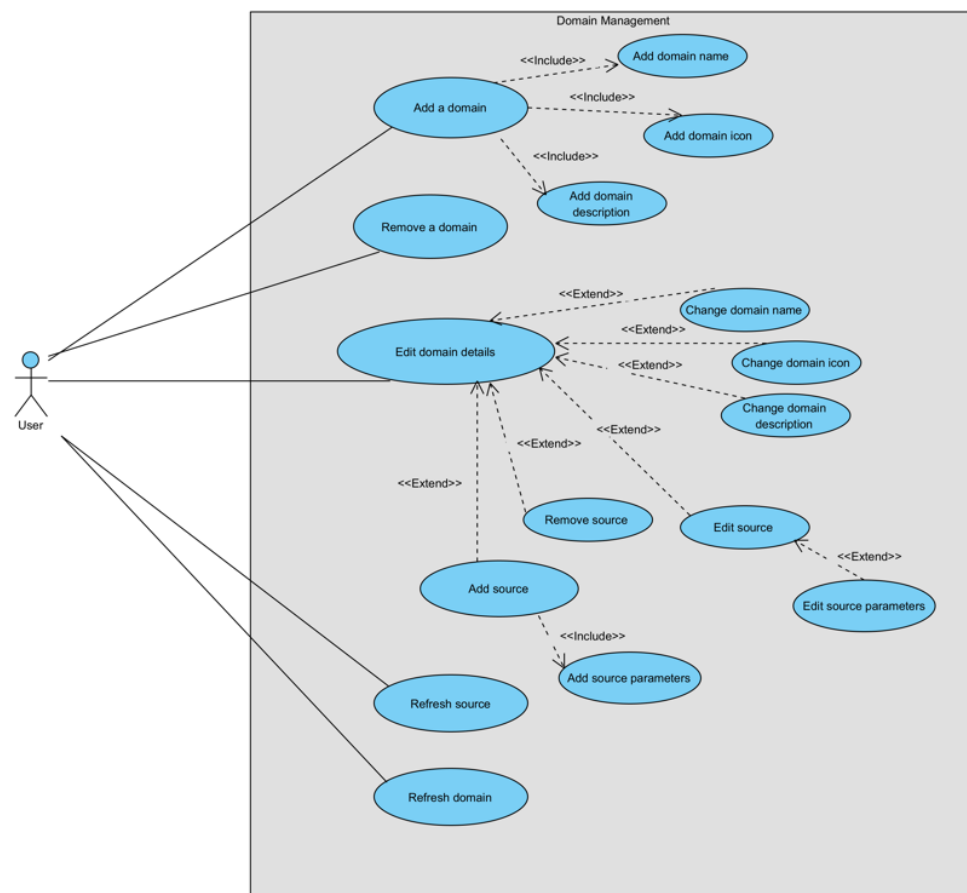 Domain Management
<<Include>>
Add domain name
Add a domain
<<Include>>
Add domain icon
<<Include>>
Add domain
description
Remove a domain
<<Extend>>
Change domain name
<<Extend>>
Edit domain details
Change domain icon
<<Extend>>
Change domain
description
User
<<Extend>>
<<Extend>>
<<Extend>>
Remove source
Edit source
<<Extend>>
Add source
Edit source parameters
<<Include>>
Add source parameters
Refresh source
Refresh domain